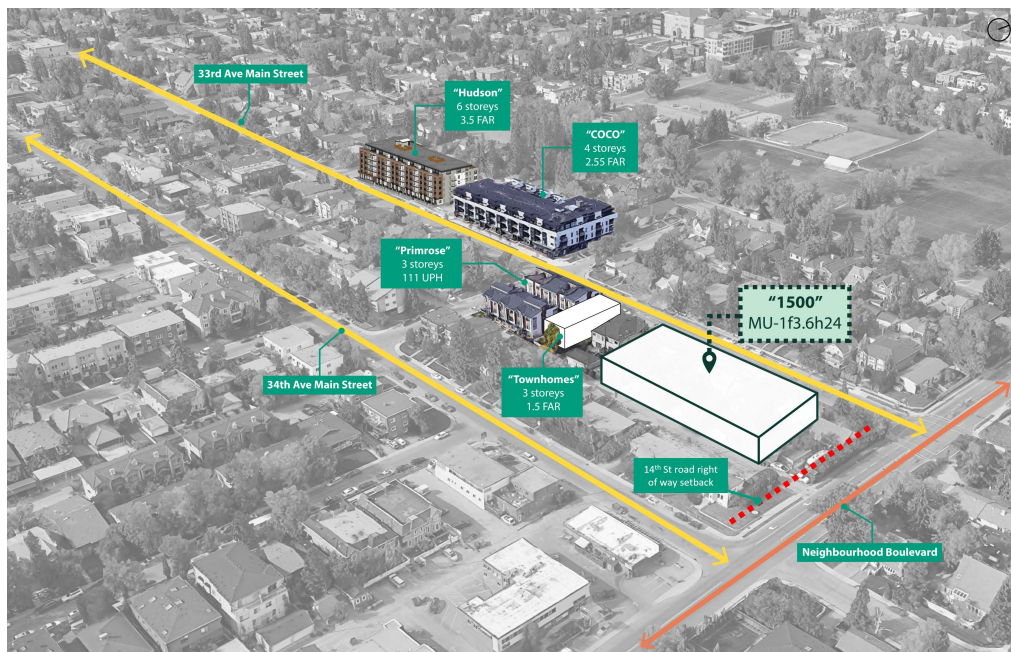 33rd Ave Main Street
“Hudson”
6 storeys
3.5 FAR
“COCO”
4 storeys
2.55 FAR
“Primrose”
3 storeys
111 UPH
“1500”
MU-1f3.6h24
34th Ave Main Street
“Townhomes”
3 storeys
1.5 FAR
14th St road right
of way setback
Neighbourhood Boulevard